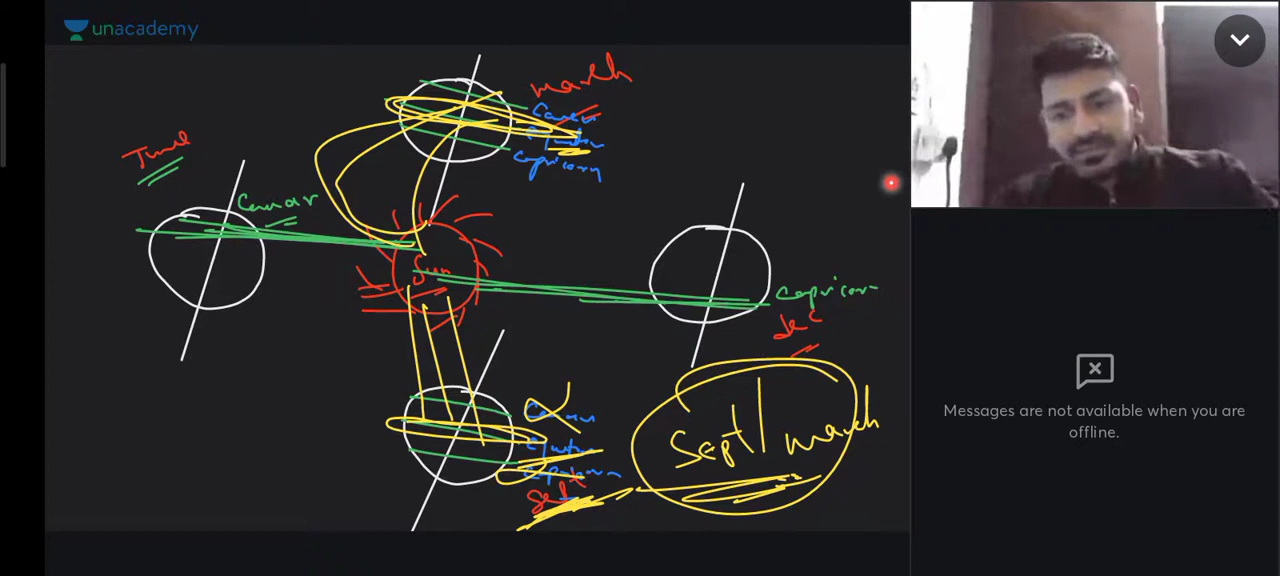 unacademy
march
June
Cancer
Equator
Capricorn
Cancer
Sun
Capricorn
dec
Cancer
Equator
Capricorn
Sept
Sept/march
Messages are not available when you are
offline.